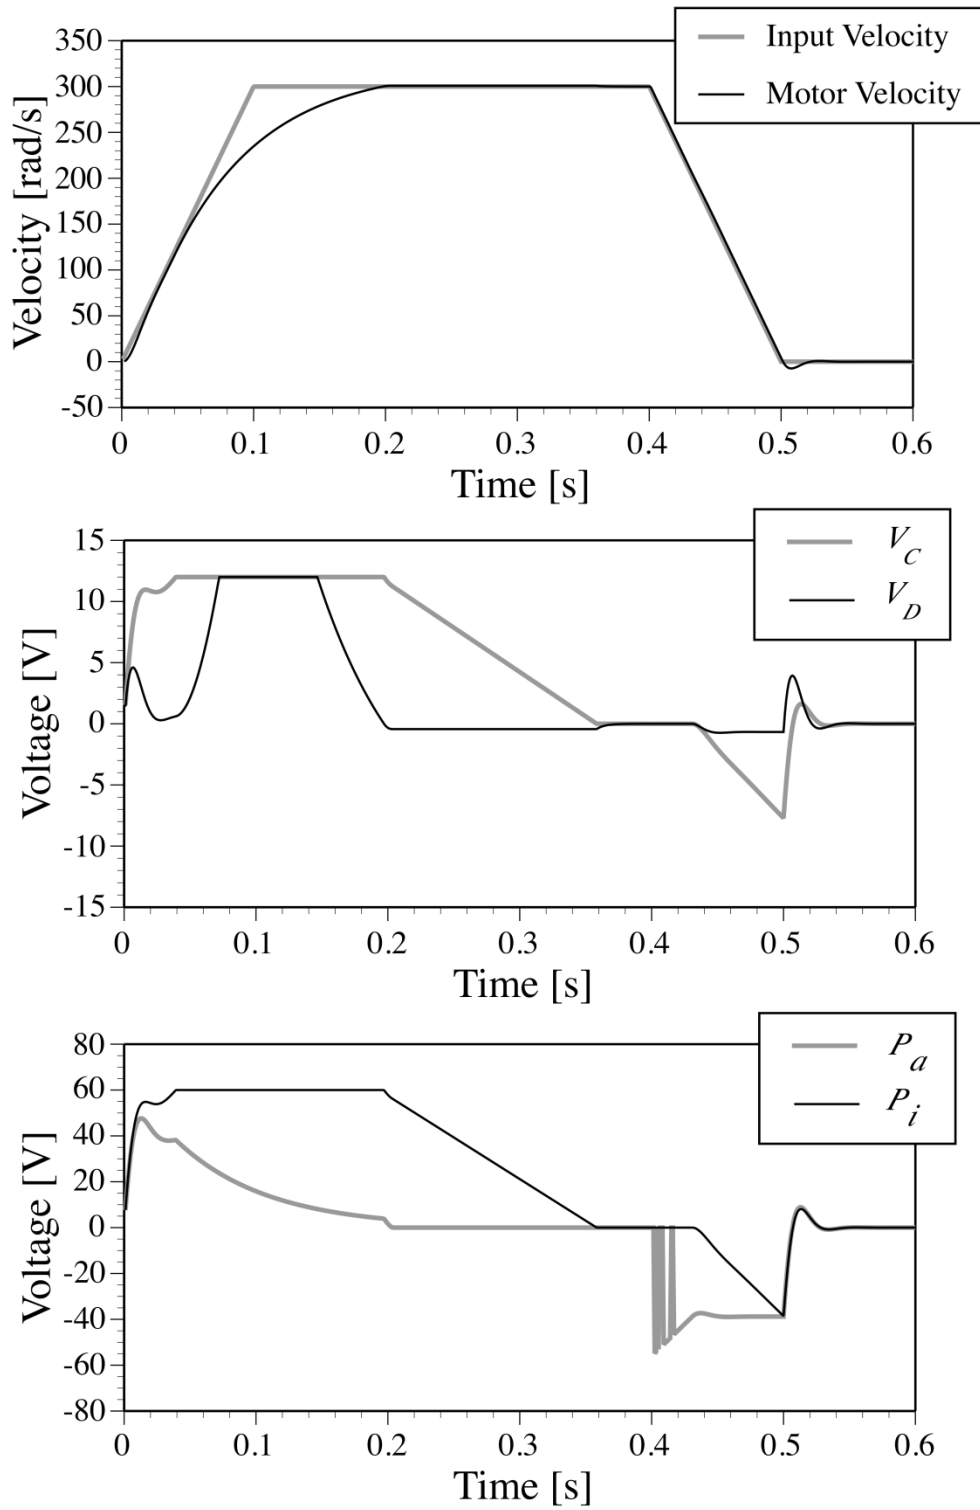 350
300
250
200
150
100
50
0
-50
Velocity [rad/s]
Input Velocity
Motor Velocity
0 0.1 0.2 0.3 0.4 0.5 0.6
Time [s]
15
10
5
0
-5
-10
-15
Voltage [V]
V_C
V_D
0 0.1 0.2 0.3 0.4 0.5 0.6
Time [s]
80
60
40
20
0
-20
-40
-60
-80
Voltage [V]
P_a
P_i
0 0.1 0.2 0.3 0.4 0.5 0.6
Time [s]